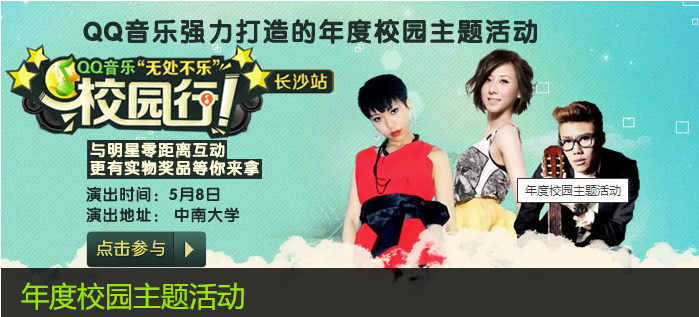 QQ音乐强力打造的年度校园主题活动
QQ音乐“无处不乐”
校园行！
长沙站
与明星零距离互动
更有实物奖品等你来拿
演出时间：5月8日
演出地址： 中南大学
年度校园主题活动
点击参与
年度校园主题活动